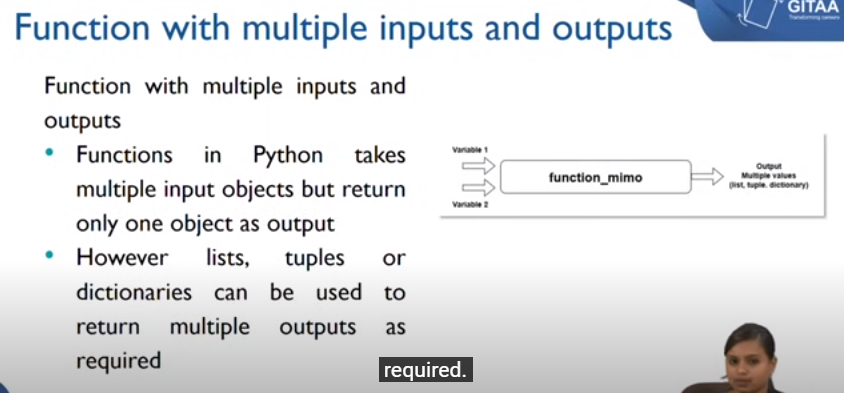 Function with multiple inputs and outputs
GITAA
Transforming careers
Function with multiple inputs and
outputs
• Functions in Python takes
multiple input objects but return
only one object as output
• However lists, tuples or
dictionaries can be used to
return multiple outputs as
required
Variable 1
function_mimo
Variable 2
Output
Multiple values
(list, tuple, dictionary)
required.